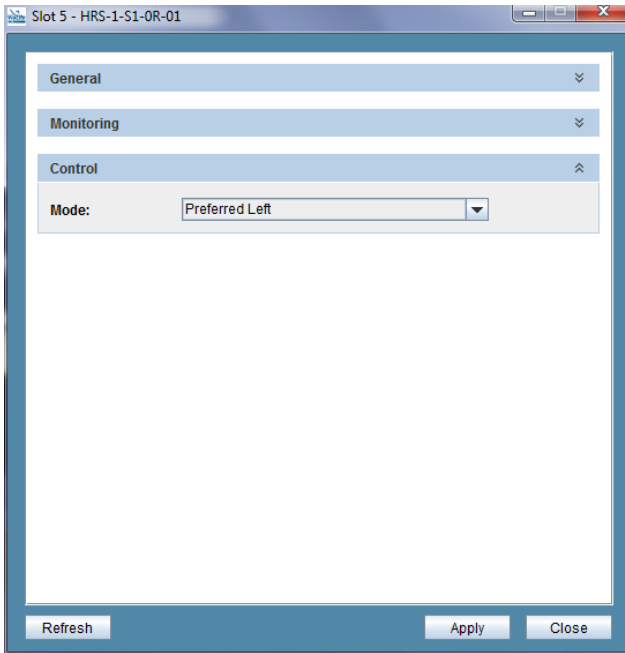 Slot 5 - HRS-1-S1-0R-01
General
Monitoring
Control
Mode: Preferred Left
Refresh Apply Close